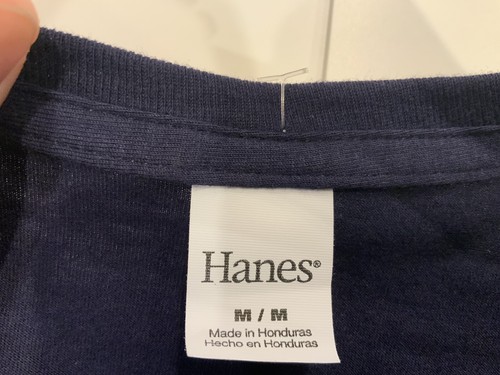 Hanes®
M / M
Made in Honduras
Hecho en Honduras